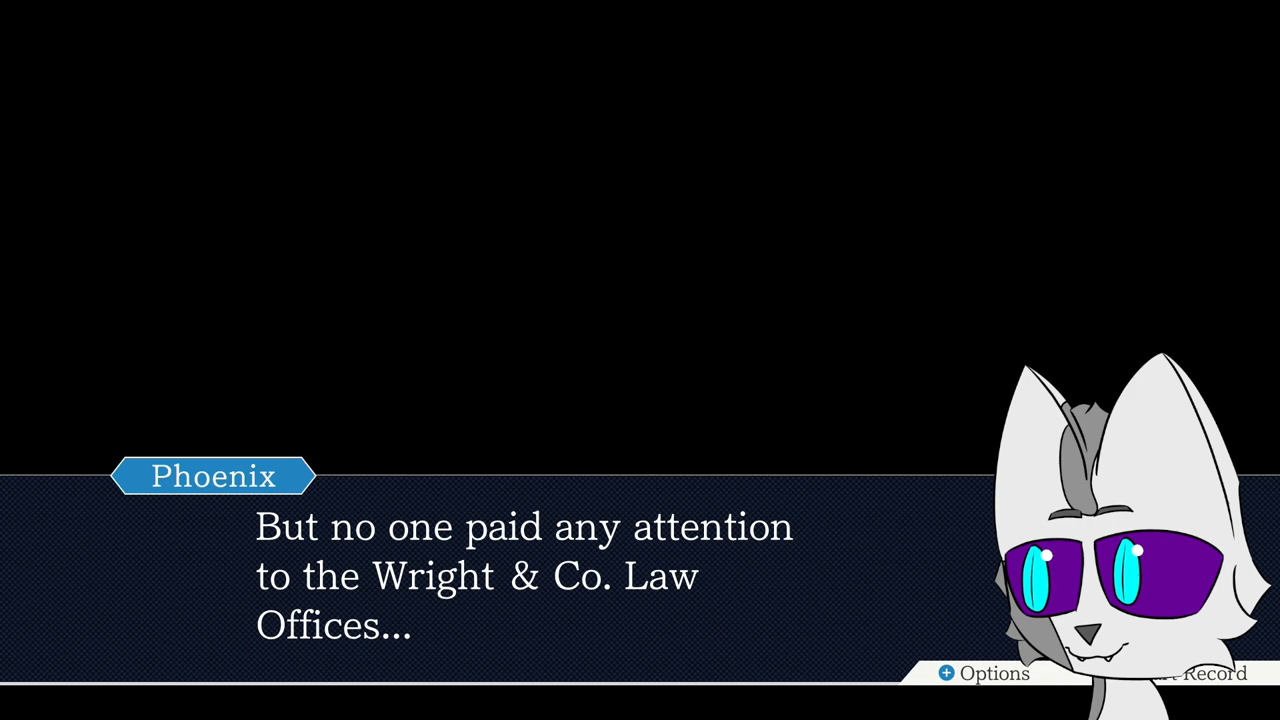 Phoenix
But no one paid any attention
to the Wright & Co. Law
Offices...
Options
Record